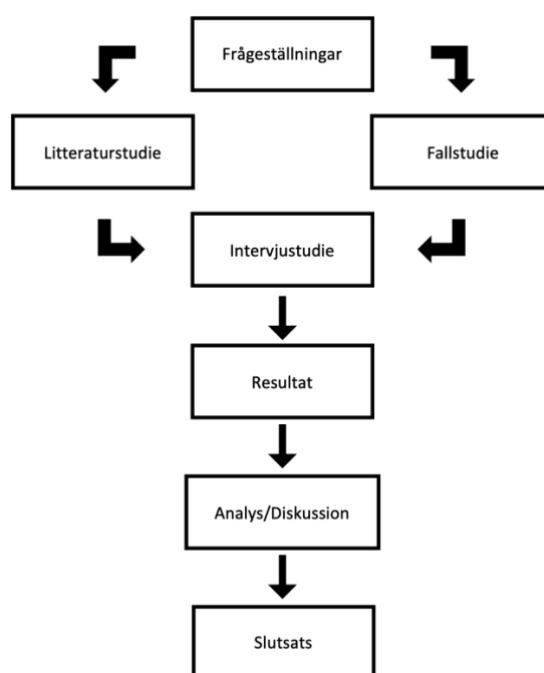 Frågeställningar
Litteraturstudie
Fallstudie
Intervjustudie
Resultat
Analys/Diskussion
Slutsats